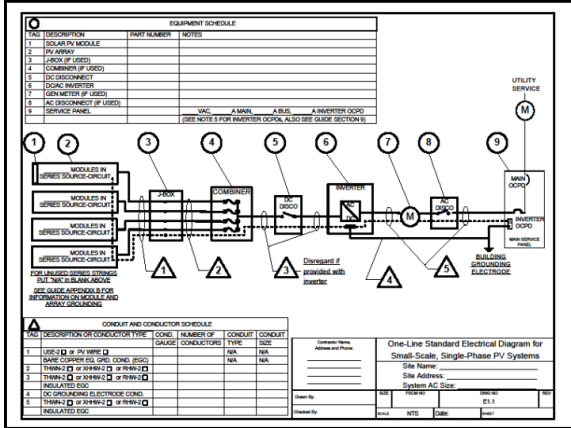 EQUIPMENT SCHEDULE
TAG DESCRIPTION PART NUMBER NOTES
1 SOLAR PV MODULE
2 PV ARRAY
3 J-BOX (IF USED)
4 COMBINER (IF USED)
5 DC DISCONNECT
6 DC/AC INVERTER
7 GEN METER (IF USED)
8 AC DISCONNECT (IF USED)
9 SERVICE PANEL ____VAC, ____A MAIN, ____A BUS, ____A INVERTER OCPD
(SEE NOTE 5 FOR INVERTER OCPDs, ALSO SEE GUIDE SECTION 9)
UTILITY
SERVICE
M
1 2 3 4 5 6 7 8 9
MODULES IN
SERIES SOURCE-CIRCUIT
MODULES IN
SERIES SOURCE-CIRCUIT
MODULES IN
SERIES SOURCE-CIRCUIT
MODULES IN
SERIES SOURCE-CIRCUIT
J-BOX
COMBINER
DC
DISCO
INVERTER
AC
DC
M
AC
DISCO
MAIN
OCPD
INVERTER
OCPD
MAIN SERVICE
PANEL
BUILDING
GROUNDING
ELECTRODE
1 2 3 4 5
Disregard if
provided with
inverter
FOR UNUSED SERIES STRINGS
PUT "N/A" in BLANK ABOVE
SEE GUIDE APPENDIX B FOR
INFORMATION ON MODULE AND
ARRAY GROUNDING
CONDUIT AND CONDUCTOR SCHEDULE
TAG DESCRIPTION OR CONDUCTOR TYPE COND. GAUGE NUMBER OF CONDUCTORS CONDUIT TYPE CONDUIT SIZE
1 USE-2 □ or PV WIRE □ N/A N/A
BARE COPPER EQ. GRD. COND. (EGC) N/A N/A
2 THWN-2 □ or XHHW-2 □ or RHW-2 □
3 THWN-2 □ or XHHW-2 □ or RHW-2 □
INSULATED EGC
4 DC GROUNDING ELECTRODE COND.
5 THWN-2 □ or XHHW-2 □ or RHW-2 □
INSULATED EGC
Contractor Name,
Address and Phone:
One-Line Standard Electrical Diagram for
Small-Scale, Single-Phase PV Systems
Site Name:
Site Address:
System AC Size:
Drawn By:
Checked By:
SIZE FSCM NO DWG NO REV
E1.1
SCALE NTS Date: SHEET